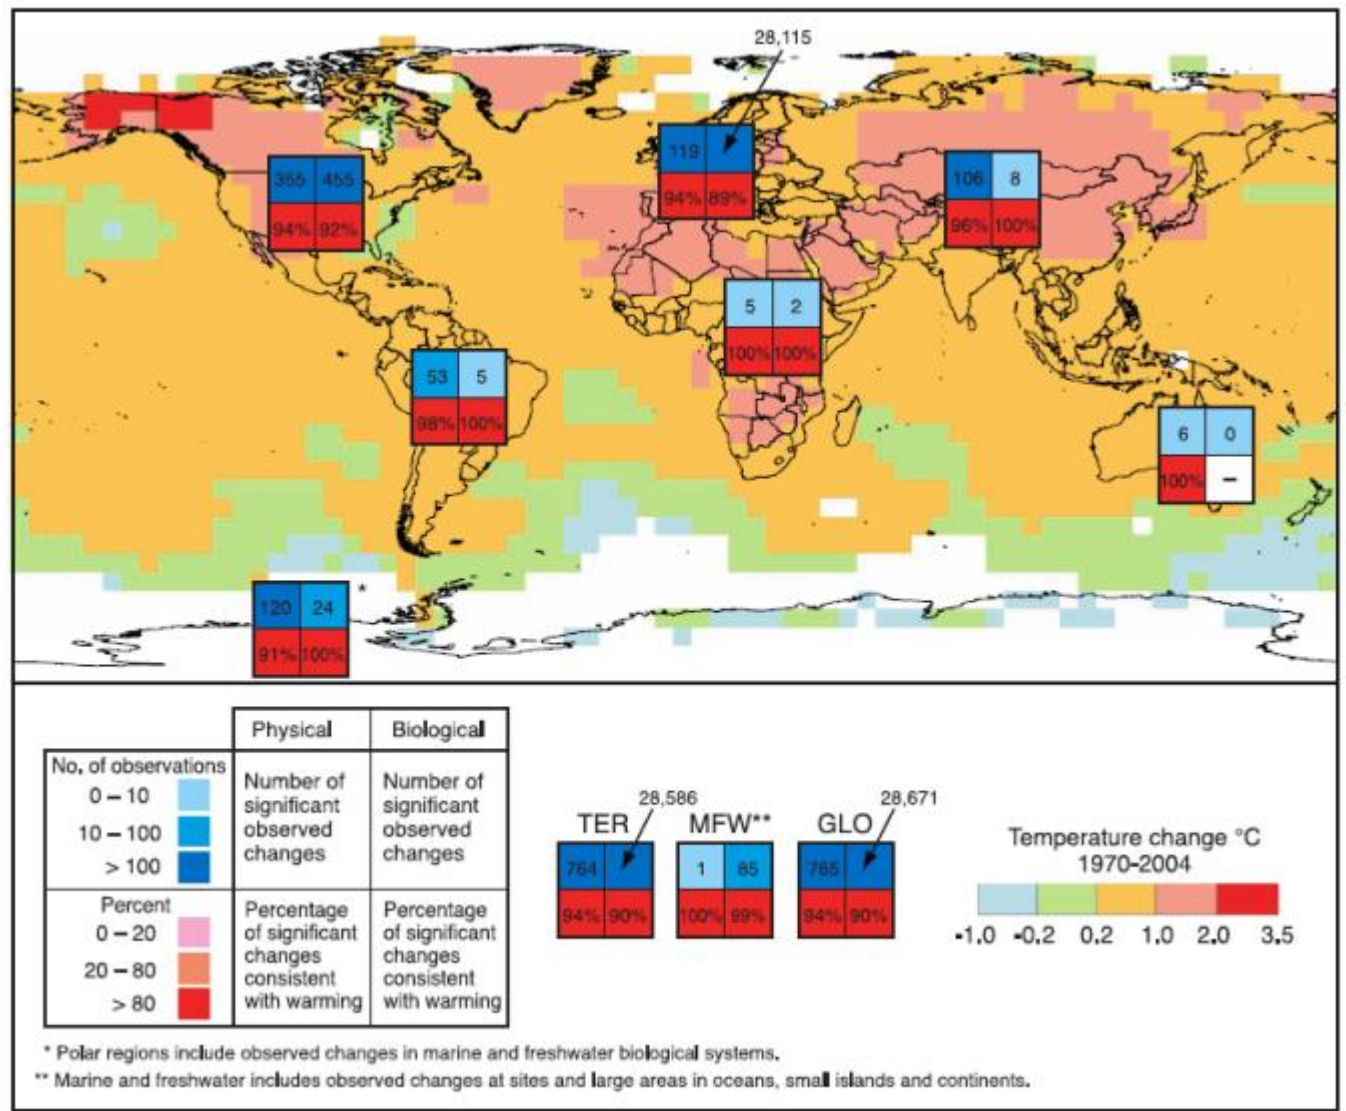 28,115
119
94% 89%
355 455
94% 92%
106 8
96% 100%
5 2
100% 100%
53 5
98% 100%
6 0
100% –
120 24 *
91% 100%
Physical Biological
No. of observations
0 – 10
10 – 100
> 100
Number of
significant
observed
changes
Number of
significant
observed
changes
Percent
0 – 20
20 – 80
> 80
Percentage
of significant
changes
consistent
with warming
Percentage
of significant
changes
consistent
with warming
28,586
28,671
TER MFW** GLO
764
94% 90%
1 85
100% 99%
765
94% 90%
Temperature change °C
1970-2004
-1.0 -0.2 0.2 1.0 2.0 3.5
* Polar regions include observed changes in marine and freshwater biological systems.
** Marine and freshwater includes observed changes at sites and large areas in oceans, small islands and continents.